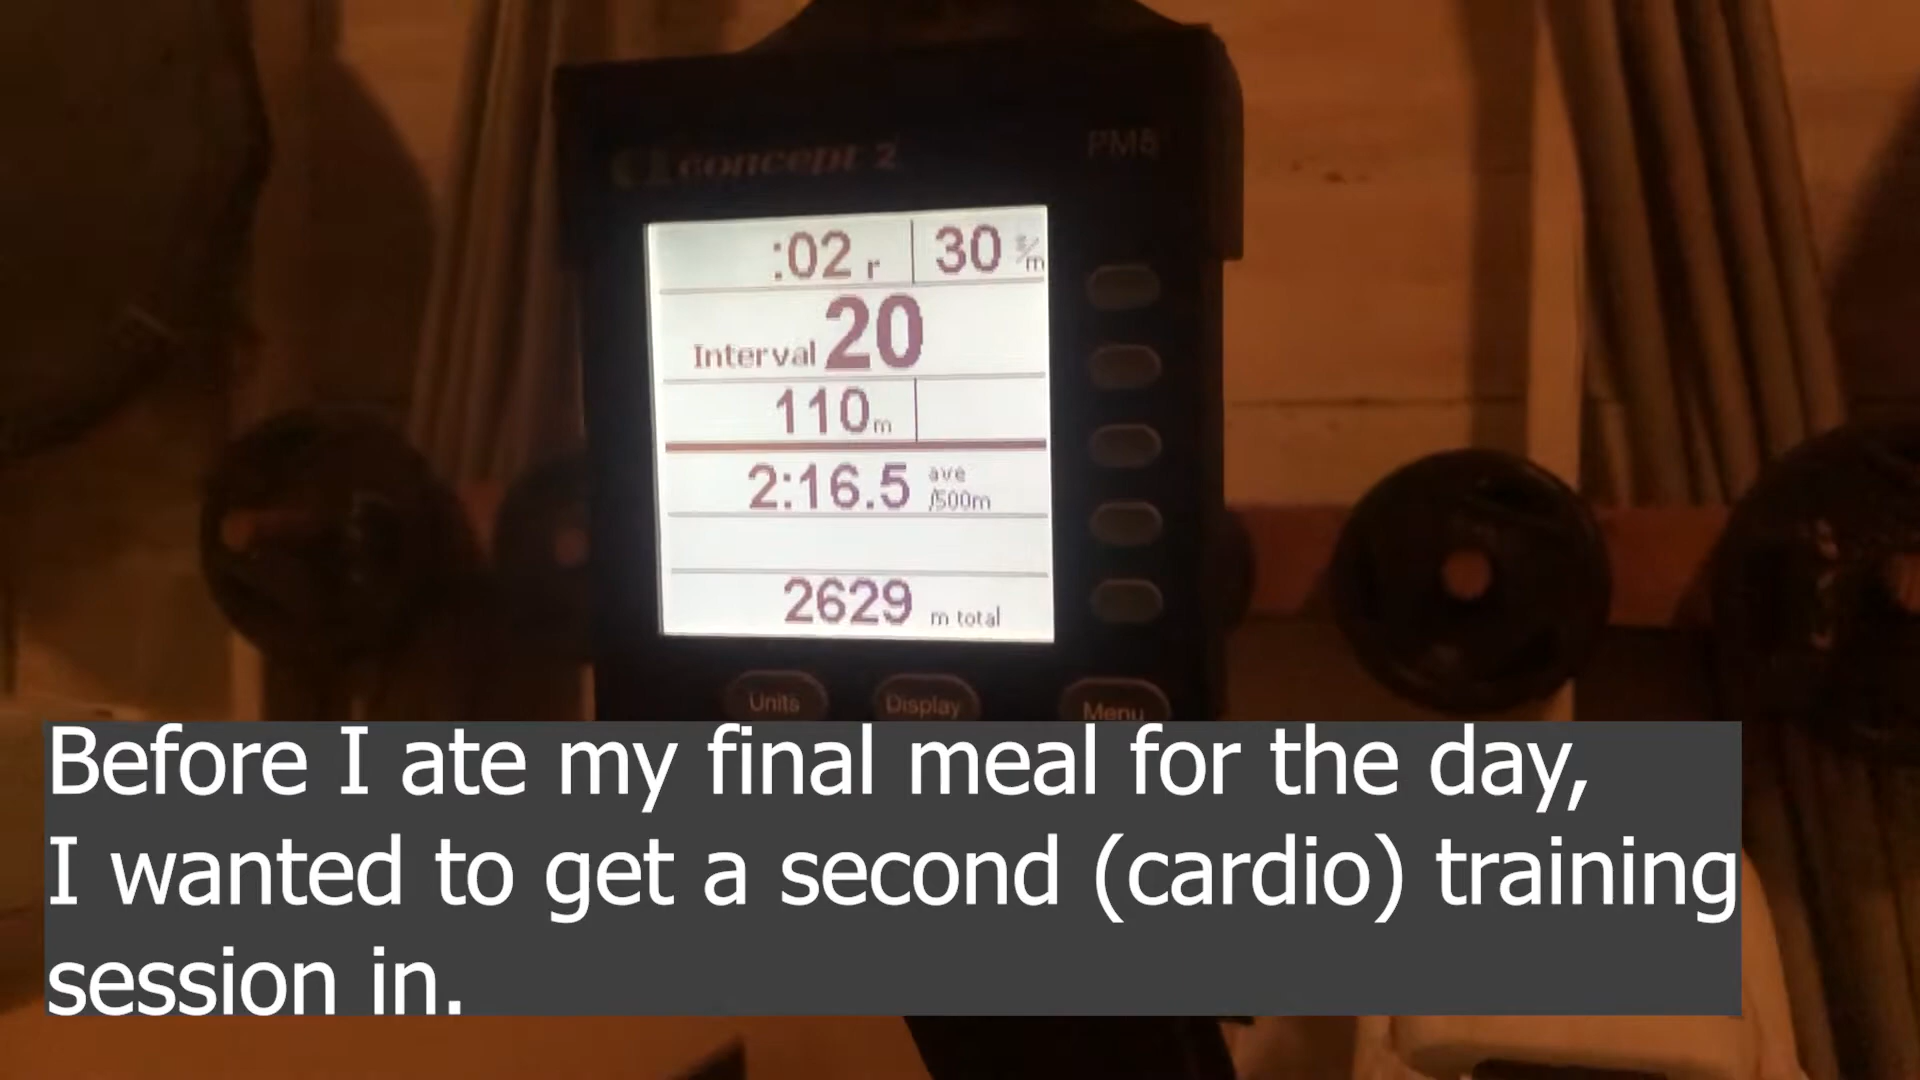 concept 2
PM5
:02 r 30 s/m
Interval 20
110 m
2:16.5 ave /500m
2629 m total
Units Display Menu
Before I ate my final meal for the day,
I wanted to get a second (cardio) training
session in.